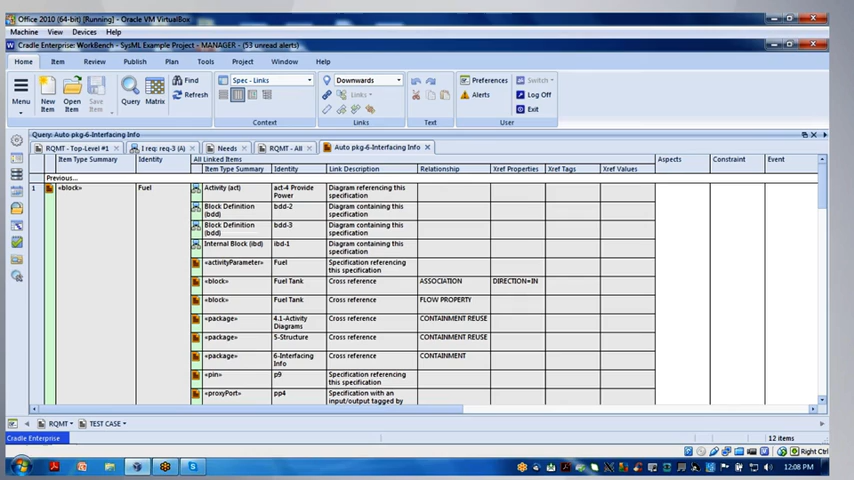 Office 2010 (64-bit) [Running] - Oracle VM VirtualBox
Machine View Devices Help
Cradle Enterprise: WorkBench - SysML Example Project - MANAGER - (53 unread alerts)
Home Item Review Publish Plan Tools Project Window Help
Menu New Item Open Item Save Item Query Matrix Find Refresh
Spec - Links
Context
Downwards
Links
Links
Text
Preferences Switch
Alerts Log Off
Exit
User
Query: Auto pkg-6-Interfacing Info
RQMT - Top-Level #1 I req: req-3 (A) Needs RQMT - All Auto pkg-6-Interfacing Info
Item Type Summary Identity All Linked Items Aspects Constraint Event
Item Type Summary Identity Link Description Relationship Xref Properties Xref Tags Xref Values
Previous...
1 «block» Fuel Activity (act) act-4 Provide Power Diagram referencing this specification
Block Definition (bdd) bdd-2 Diagram containing this specification
Block Definition (bdd) bdd-3 Diagram containing this specification
Internal Block (ibd) ibd-1 Diagram containing this specification
«activityParameter» Fuel Specification referencing this specification
«block» Fuel Tank Cross reference ASSOCIATION DIRECTION=IN
«block» Fuel Tank Cross reference FLOW PROPERTY
«package» 4.1-Activity Diagrams Cross reference CONTAINMENT REUSE
«package» 5-Structure Cross reference CONTAINMENT REUSE
«package» 6-Interfacing Info Cross reference CONTAINMENT
«pin» p9 Specification referencing this specification
«proxyPort» pp4 Specification with an input/output tagged by
RQMT TEST CASE
Cradle Enterprise 12 items
Right Ctrl
12:08 PM